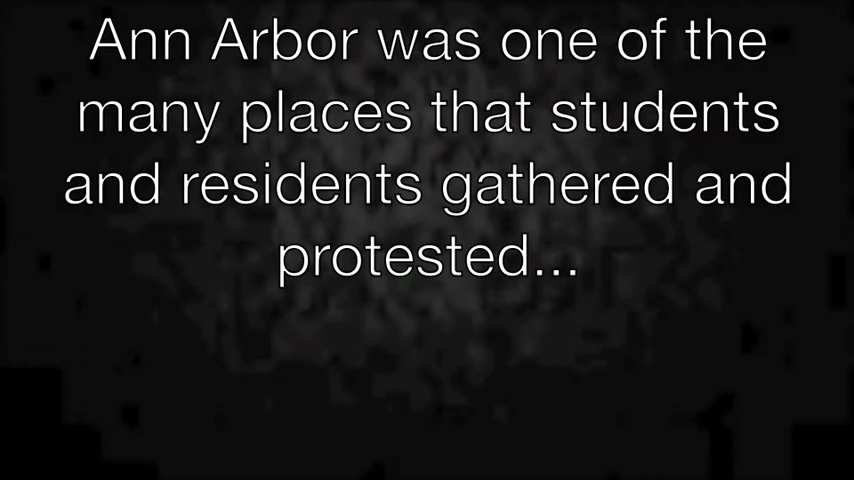 Ann Arbor was one of the
many places that students
and residents gathered and
protested...